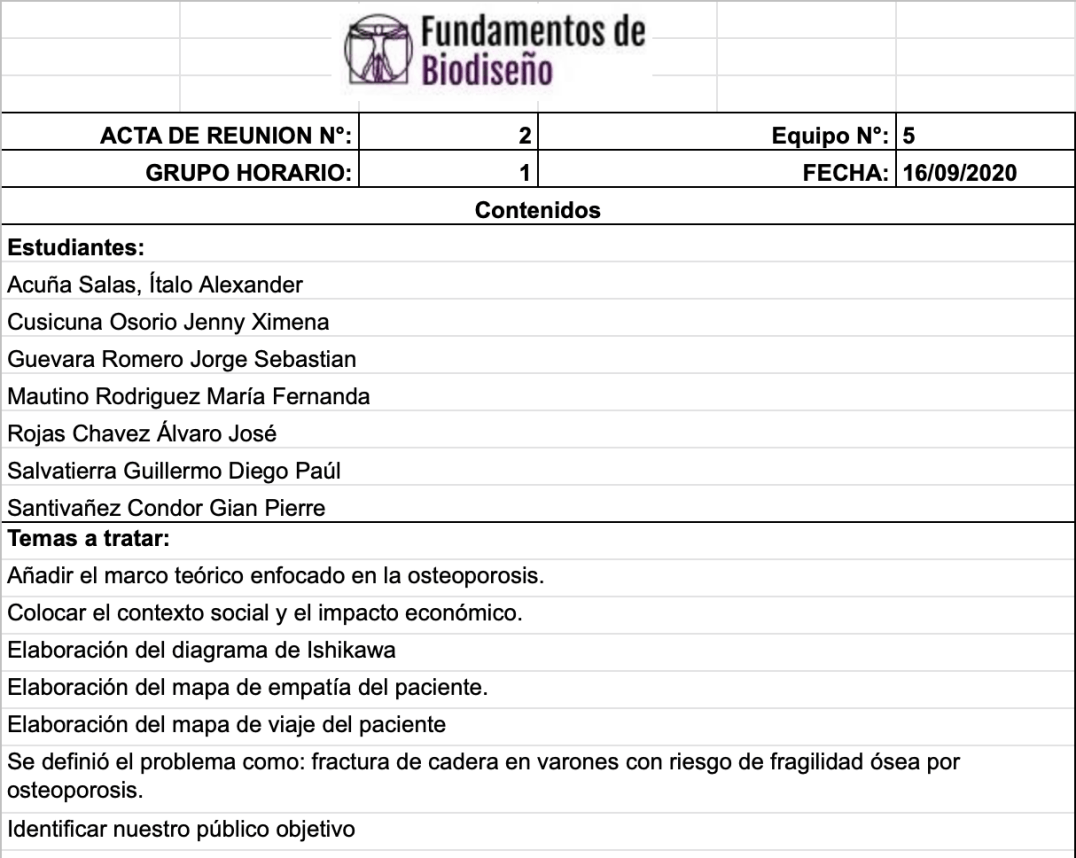 Fundamentos de
Biodiseño
ACTA DE REUNION Nº: 2 Equipo Nº: 5
GRUPO HORARIO: 1 FECHA: 16/09/2020
Contenidos
Estudiantes:
Acuña Salas, Ítalo Alexander
Cusicuna Osorio Jenny Ximena
Guevara Romero Jorge Sebastian
Mautino Rodriguez María Fernanda
Rojas Chavez Álvaro José
Salvatierra Guillermo Diego Paúl
Santivañez Condor Gian Pierre
Temas a tratar:
Añadir el marco teórico enfocado en la osteoporosis.
Colocar el contexto social y el impacto económico.
Elaboración del diagrama de Ishikawa
Elaboración del mapa de empatía del paciente.
Elaboración del mapa de viaje del paciente
Se definió el problema como: fractura de cadera en varones con riesgo de fragilidad ósea por
osteoporosis.
Identificar nuestro público objetivo